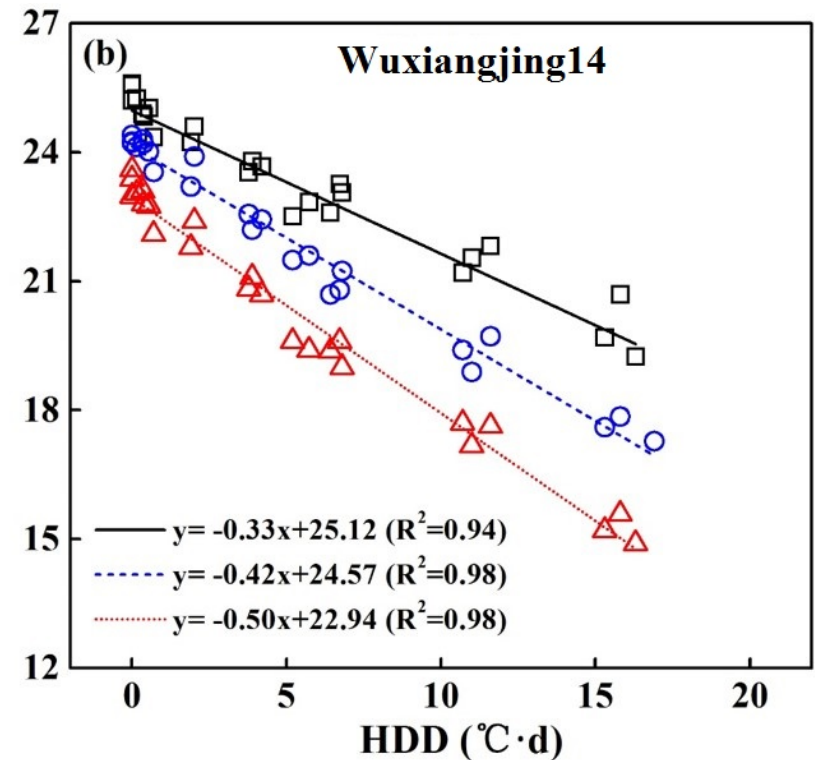 (b)
Wuxiangjing14
27
24
21
18
15
12
y= -0.33x+25.12 (R²=0.94)
y= -0.42x+24.57 (R²=0.98)
y= -0.50x+22.94 (R²=0.98)
0 5 10 15 20
HDD (℃·d)